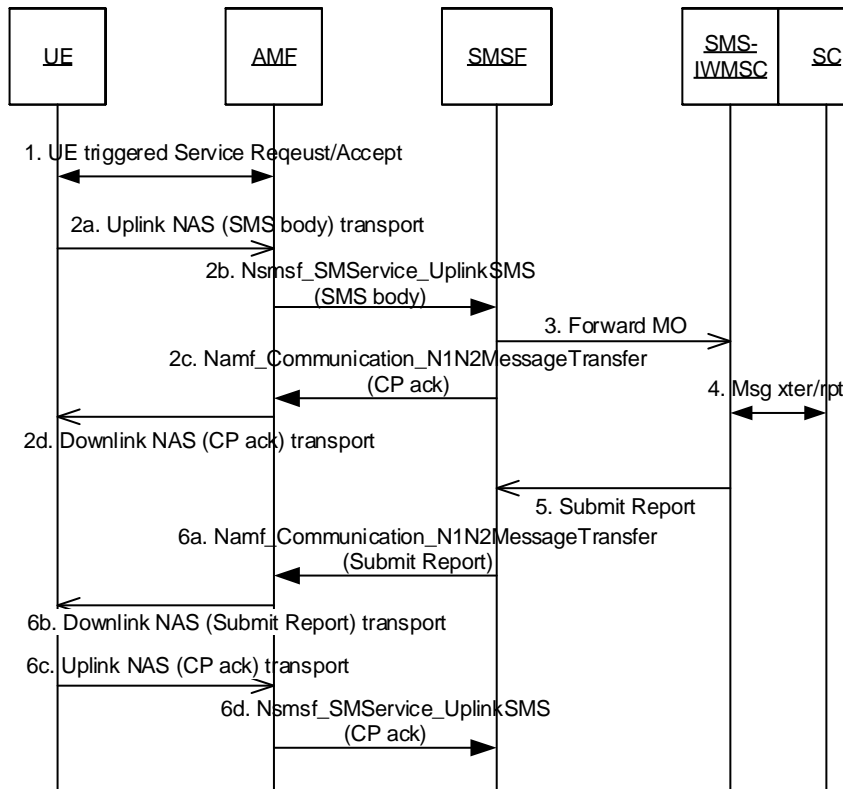 UE
AMF
SMSF
SMS-
IWMSC
SC
1. UE triggered Service Reqeust/Accept
2a. Uplink NAS (SMS body) transport
2b. Nsmsf_SMService_UplinkSMS
(SMS body)
3. Forward MO
2c. Namf_Communication_N1N2MessageTransfer
(CP ack)
4. Msg xter/rpt
2d. Downlink NAS (CP ack) transport
5. Submit Report
6a. Namf_Communication_N1N2MessageTransfer
(Submit Report)
6b. Downlink NAS (Submit Report) transport
6c. Uplink NAS (CP ack) transport
6d. Nsmsf_SMService_UplinkSMS
(CP ack)